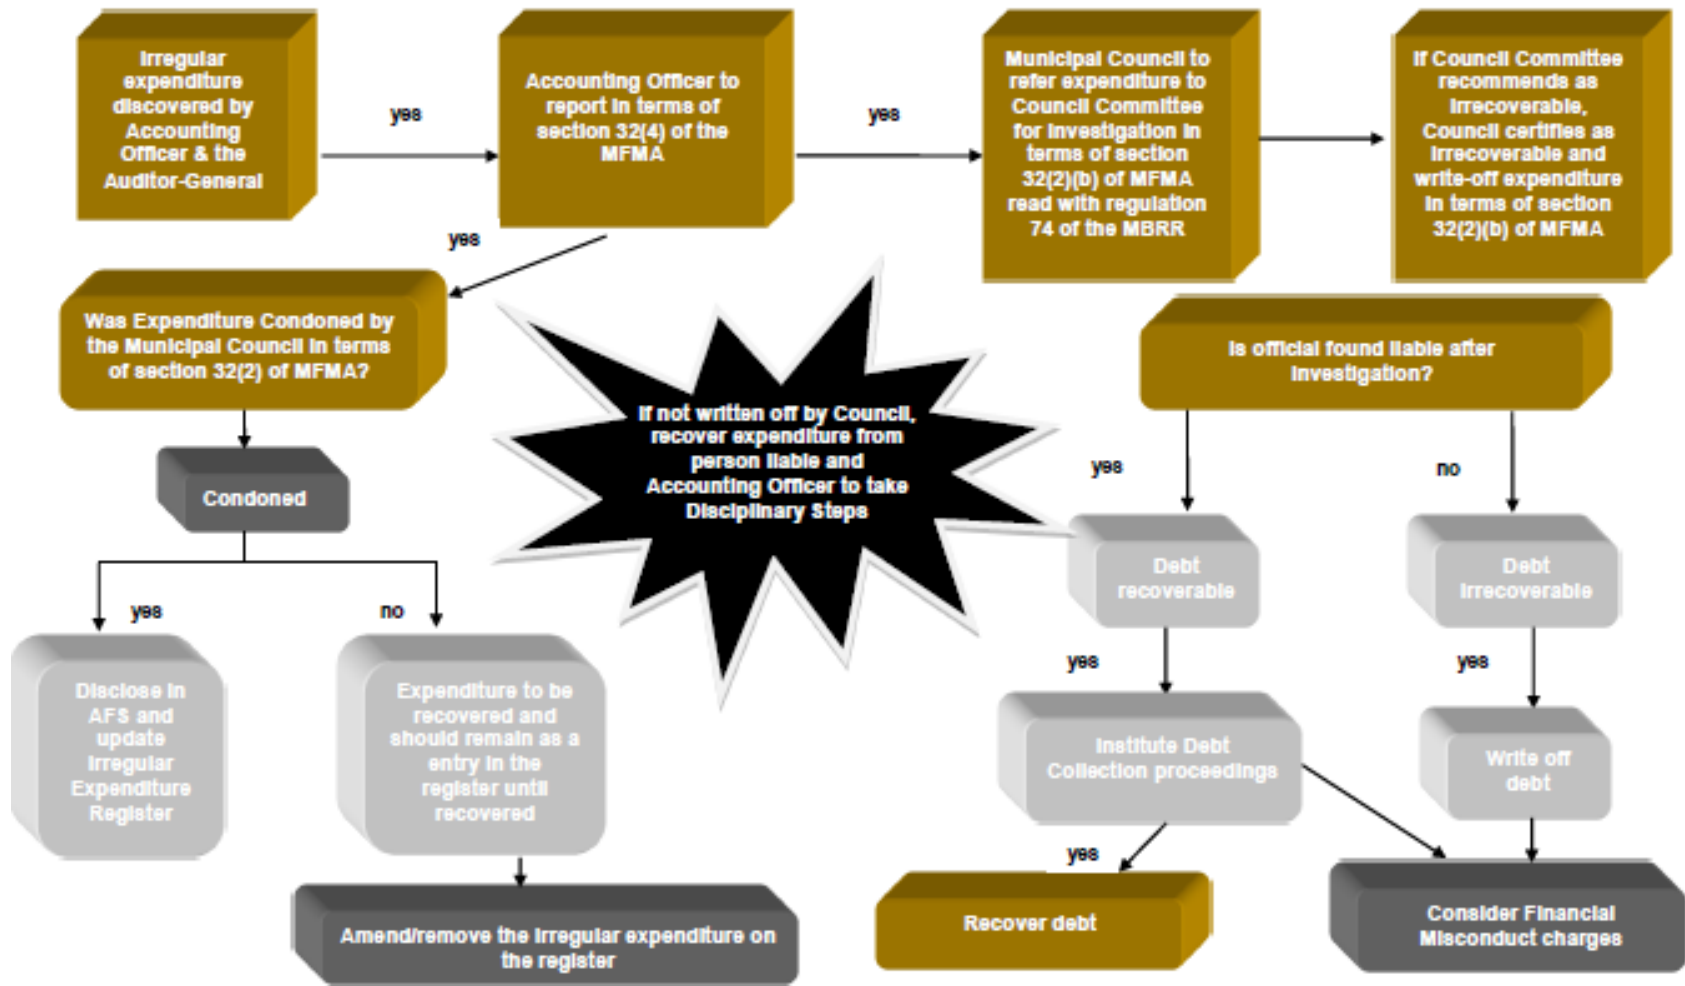 Irregular
expenditure
discovered by
Accounting
Officer & the
Auditor-General
yes
Accounting Officer to
report in terms of
section 32(4) of the
MFMA
yes
Municipal Council to
refer expenditure to
Council Committee
for investigation in
terms of section
32(2)(b) of MFMA
read with regulation
74 of the MBRR
If Council Committee
recommends as
irrecoverable,
Council certifies as
irrecoverable and
write-off expenditure
in terms of section
32(2)(b) of MFMA
yes
Was Expenditure Condoned by
the Municipal Council in terms
of section 32(2) of MFMA?
Is official found liable after
investigation?
If not written off by Council,
recover expenditure from
person liable and
Accounting Officer to take
Disciplinary Steps
Condoned
yes
no
yes
no
Debt
recoverable
Debt
irrecoverable
yes
yes
Disclose in
AFS and
update
Irregular
Expenditure
Register
Expenditure to be
recovered and
should remain as a
entry in the
register until
recovered
Institute Debt
Collection proceedings
Write off
debt
yes
Amend/remove the irregular expenditure on
the register
Recover debt
Consider Financial
Misconduct charges